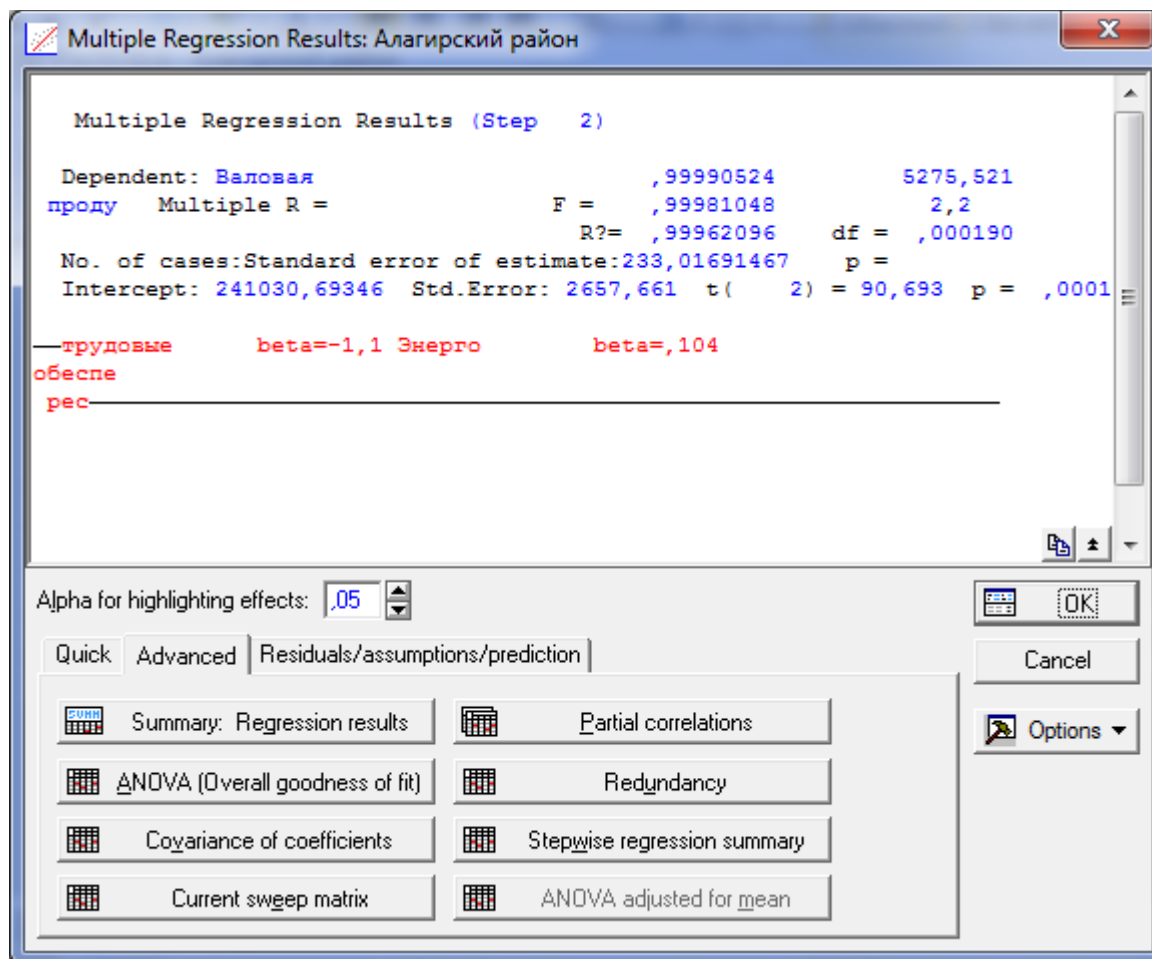 Multiple Regression Results: Алагирский район
Multiple Regression Results (Step 2)
Dependent: Валовая ,99990524 5275,521
проду Multiple R = F = ,99981048 2,2
R?= ,99962096 df = ,000190
No. of cases:Standard error of estimate:233,01691467 p =
Intercept: 241030,69346 Std.Error: 2657,661 t( 2) = 90,693 p = ,0001
трудовые beta=-1,1 Энерго beta=,104
обеспе
рес
Alpha for highlighting effects: ,05
OK
Quick Advanced Residuals/assumptions/prediction
Cancel
Summary: Regression results
Partial correlations
Options
ANOVA (Overall goodness of fit)
Redundancy
Covariance of coefficients
Stepwise regression summary
Current sweep matrix
ANOVA adjusted for mean